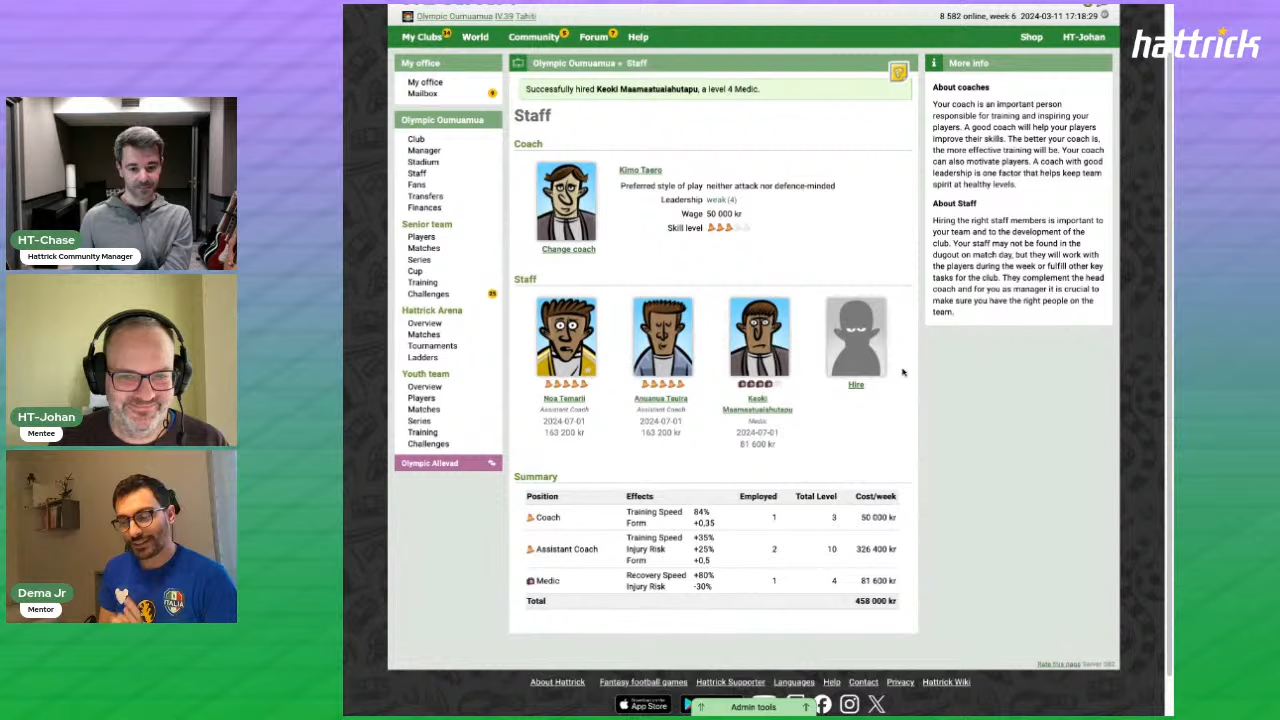 Olympic Oumuamua IV.39 Tahiti
8 582 online, week 6 2024-03-11 17:18:29
hattrick
My Clubs 34 World Community 5 Forum 7 Help
Shop HT-Johan
My office
My office
Mailbox 9
Olympic Oumuamua
Club
Manager
Stadium
Staff
Fans
Transfers
Finances
Senior team
Players
Matches
Series
Cup
Training
Challenges 25
Hattrick Arena
Overview
Matches
Tournaments
Ladders
Youth team
Overview
Players
Matches
Series
Training
Challenges
Olympic Allevad
Olympic Oumuamua » Staff
Successfully hired Keoki Maamaatuaiahutapu, a level 4 Medic.
Staff
Coach
Kimo Taero
Preferred style of play neither attack nor defence-minded
Leadership weak (4)
Wage 50 000 kr
Skill level
Change coach
Staff
Noa Temarii
Assistant Coach
2024-07-01
163 200 kr
Anuanua Tauira
Assistant Coach
2024-07-01
163 200 kr
Keoki
Maamaatuaiahutapu
Medic
2024-07-01
81 600 kr
Hire
Summary
Position Effects Employed Total Level Cost/week
Coach Training Speed 84% 1 3 50 000 kr
Form +0,35
Assistant Coach Training Speed +35% 2 10 326 400 kr
Injury Risk +25%
Form +0,5
Medic Recovery Speed +80% 1 4 81 600 kr
Injury Risk -30%
Total 458 000 kr
More info
About coaches
Your coach is an important person
responsible for training and inspiring your
players. A good coach will help your players
improve their skills. The better your coach
is, the more effective training will be. Your coach
can also motivate players. A coach with good
leadership is one factor that helps keep team
spirit at healthy levels.
About Staff
Hiring the right staff members is important to
your team and to the development of the
club. Your staff may not be found in the
dugout on match day, but they will work with
the players during the week or fulfill other key
tasks for the club. They complement the head
coach and for you as manager it is crucial to
make sure you have the right people on the
team.
Rate this page Server 082
About Hattrick Fantasy football games Hattrick Supporter Languages Help Contact Privacy Hattrick Wiki
Download on the
App Store
Admin tools
HT-Chase
Hattrick Community Manager
HT-Johan
Mentee
Dema Jr
Mentor
ITALIA